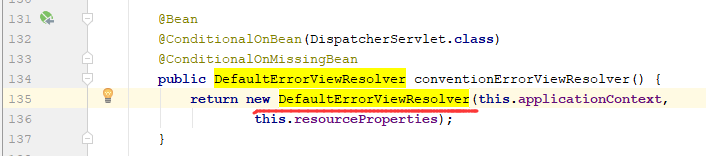 131 @Bean
132 @ConditionalOnBean(DispatcherServlet.class)
133 @ConditionalOnMissingBean
134 public DefaultErrorViewResolver conventionErrorViewResolver() {
135 return new DefaultErrorViewResolver(this.applicationContext,
136 this.resourceProperties);
137 }